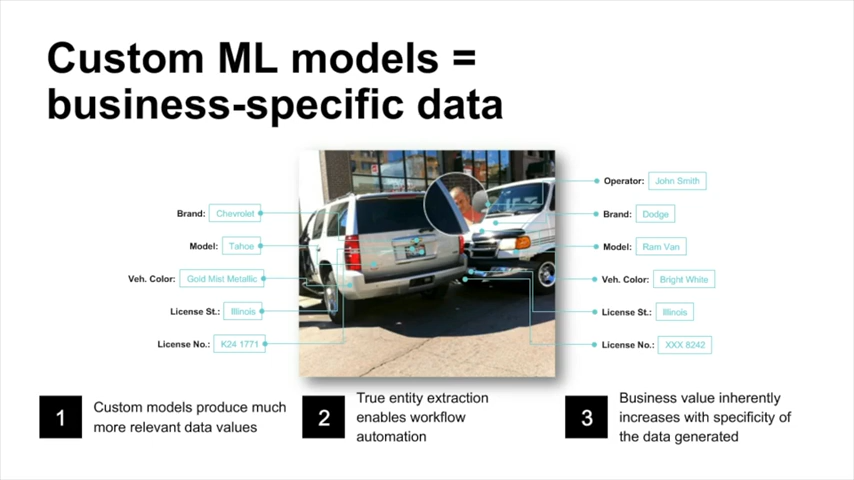 Custom ML models =
business-specific data
Brand: Chevrolet
Model: Tahoe
Veh. Color: Gold Mist Metallic
License St.: Illinois
License No.: K24 1771
Operator: John Smith
Brand: Dodge
Model: Ram Van
Veh. Color: Bright White
License St.: Illinois
License No.: XXX 8242
1
Custom models produce much
more relevant data values
2
True entity extraction
enables workflow
automation
3
Business value inherently
increases with specificity of
the data generated